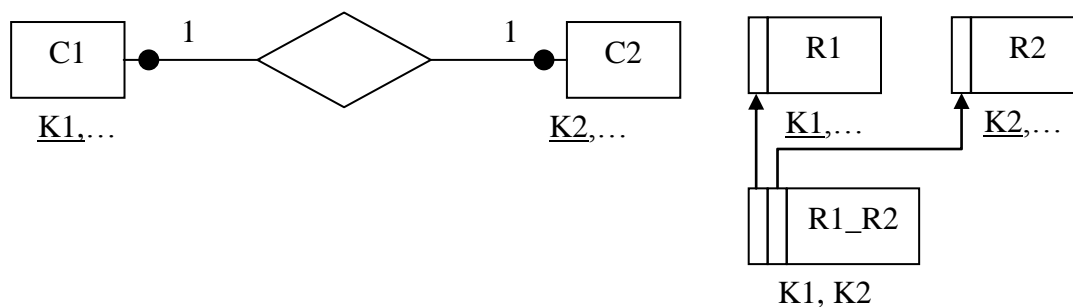 C1 1 1 C2 R1 R2
K1,… K2,… K1,… K2,…
R1_R2
K1, K2